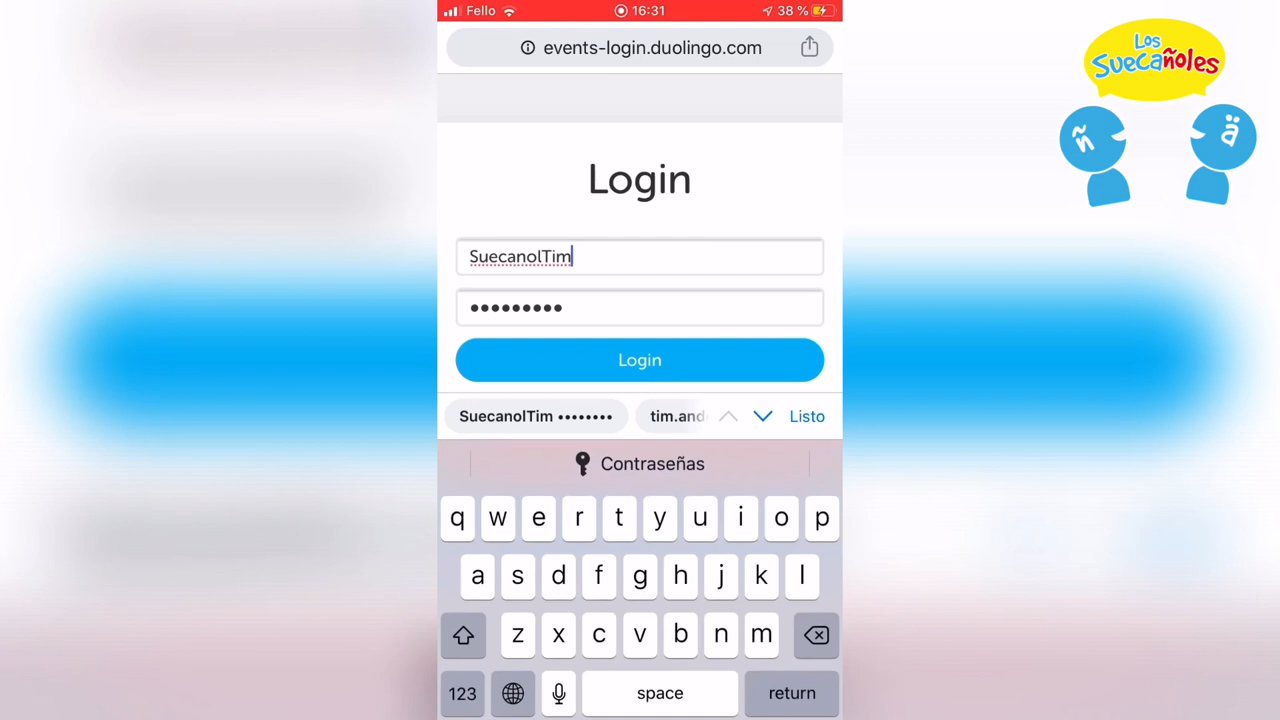 Fello 16:31 38 %
events-login.duolingo.com
Los
Suecañoles
ñ ä
Login
SuecanolTim
•••••••••
Login
SuecanolTim •••••••• tim.and Listo
Contraseñas
q w e r t y u i o p
a s d f g h j k l
z x c v b n m
123 space return